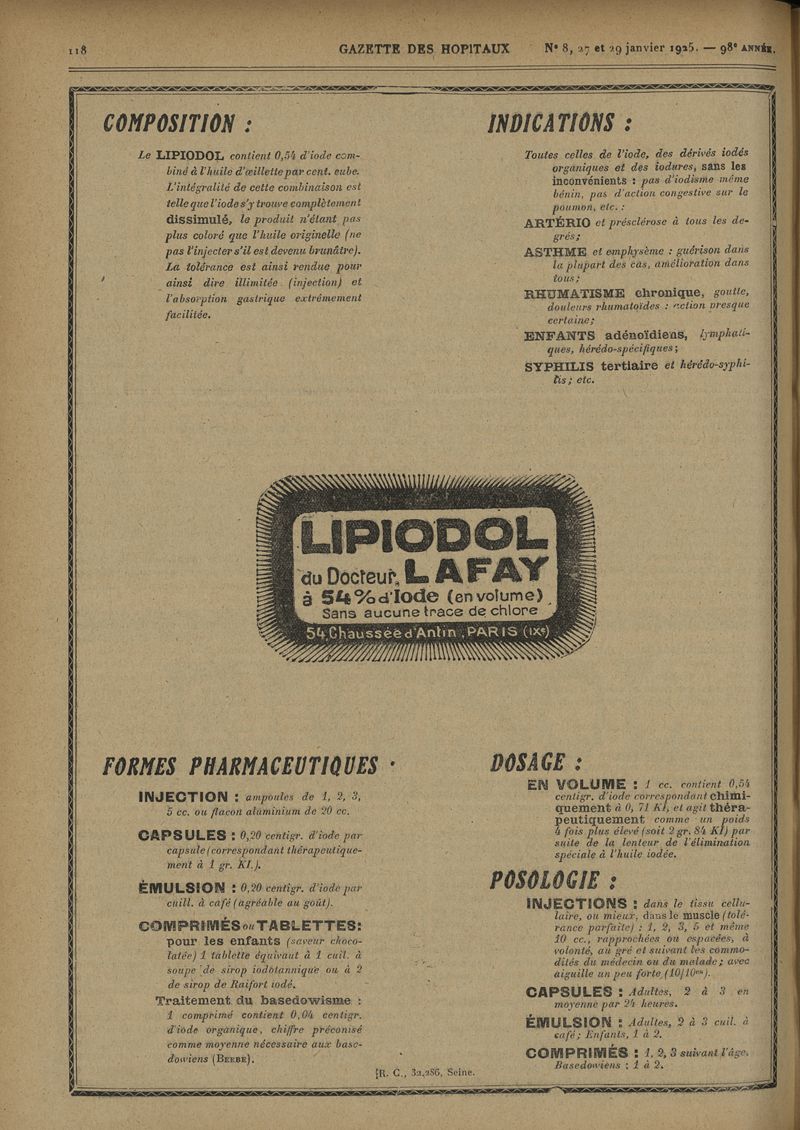 118
GAZETTE DES HOPITAUX
N° 8, 27 et 29 janvier 1925. — 98e ANNÉE.
COMPOSITION :
Le LIPIODOL contient 0,54 d'iode com-
biné à l'huile d'œillette par cent. cube.
L'intégralité de cette combinaison est
telle que l'iode s'y trouve complètement
dissimulé, le produit n'étant pas
plus coloré que l'huile originelle (ne
pas l'injecter s'il est devenu brunâtre).
La tolérance est ainsi rendue pour
ainsi dire illimitée (injection) et
l'absorption gastrique extrêmement
facilitée.
INDICATIONS :
Toutes celles de l'iode, des dérivés iodés
organiques et des iodures, sans les
inconvénients : pas d'iodisme même
bénin, pas d'action congestive sur le
poumon, etc. :
ARTÉRIO et présclérose à tous les de-
grés;
ASTHME et emphysème : guérison dans
la plupart des cas, amélioration dans
tous;
RHUMATISME chronique, goutte,
douleurs rhumatoïdes : action presque
certaine;
ENFANTS adénoïdiens, lymphati-
ques, hérédo-spécifiques;
SYPHILIS tertiaire et hérédo-syphi-
lis; etc.
LIPIODOL
du Docteur LAFAY
à 54% d'Iode (en volume)
Sans aucune trace de chlore
54, Chaussée d'Antin, PARIS (IXe)
FORMES PHARMACEUTIQUES
INJECTION : ampoules de 1, 2, 3,
5 cc. ou flacon aluminium de 20 cc.
CAPSULES : 0,20 centigr. d'iode par
capsule (correspondant thérapeutique-
ment à 1 gr. KI.).
ÉMULSION : 0,20 centigr. d'iode par
cuill. à café (agréable au goût).
COMPRIMÉS ou TABLETTES:
pour les enfants (saveur choco-
latée) 1 tablette équivaut à 1 cuil. à
soupe de sirop iodotannique ou à 2
de sirop de Raifort iodé.
Traitement du basedowisme :
1 comprimé contient 0,04 centigr.
d'iode organique, chiffre préconisé
comme moyenne nécessaire aux base-
dowiens (BEEBE).
DOSAGE :
EN VOLUME : 1 cc. contient 0,54
centigr. d'iode correspondant chimi-
quement à 0, 71 KI, et agit théra-
peutiquement comme un poids
4 fois plus élevé (soit 2 gr. 84 KI) par
suite de la lenteur de l'élimination
spéciale à l'huile iodée.
POSOLOGIE :
INJECTIONS : dans le tissu cellu-
laire, ou mieux, dans le muscle (tolé-
rance parfaite) : 1, 2, 3, 5 et même
10 cc., rapprochées ou espacées, à
volonté, au gré et suivant les commo-
dités du médecin ou du malade; avec
aiguille un peu forte (10/10es).
CAPSULES : Adultes, 2 à 3 en
moyenne par 24 heures.
ÉMULSION : Adultes, 2 à 3 cuil. à
café; Enfants, 1 à 2.
COMPRIMÉS : 1, 2, 3 suivant l'âge.
Basedowiens : 1 à 2.
[R. C., 32,286, Seine.